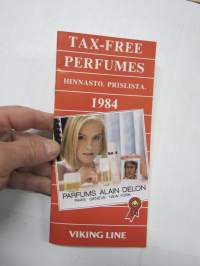 TAX-FREE
PERFUMES
HINNASTO. PRISLISTA.
1984
PARFUMS ALAIN DELON
PARIS · GENEVE · NEW YORK
VIKING LINE